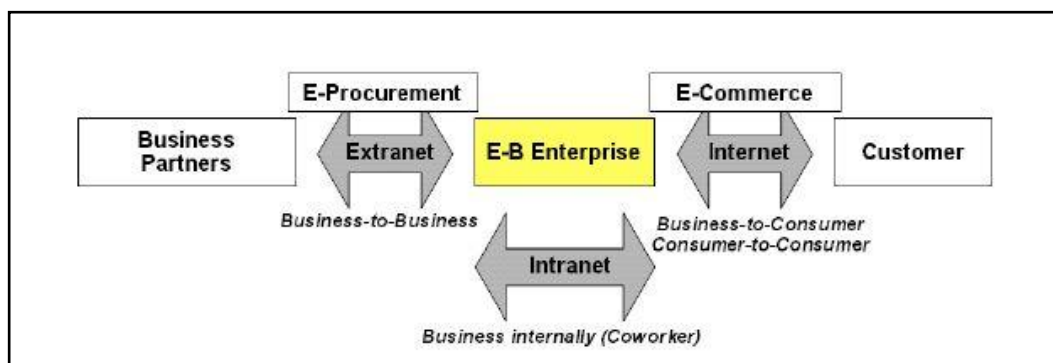 E-Procurement
E-Commerce
Business
Partners
Extranet
E-B Enterprise
Internet
Customer
Business-to-Business
Business-to-Consumer
Consumer-to-Consumer
Intranet
Business internally (Coworker)